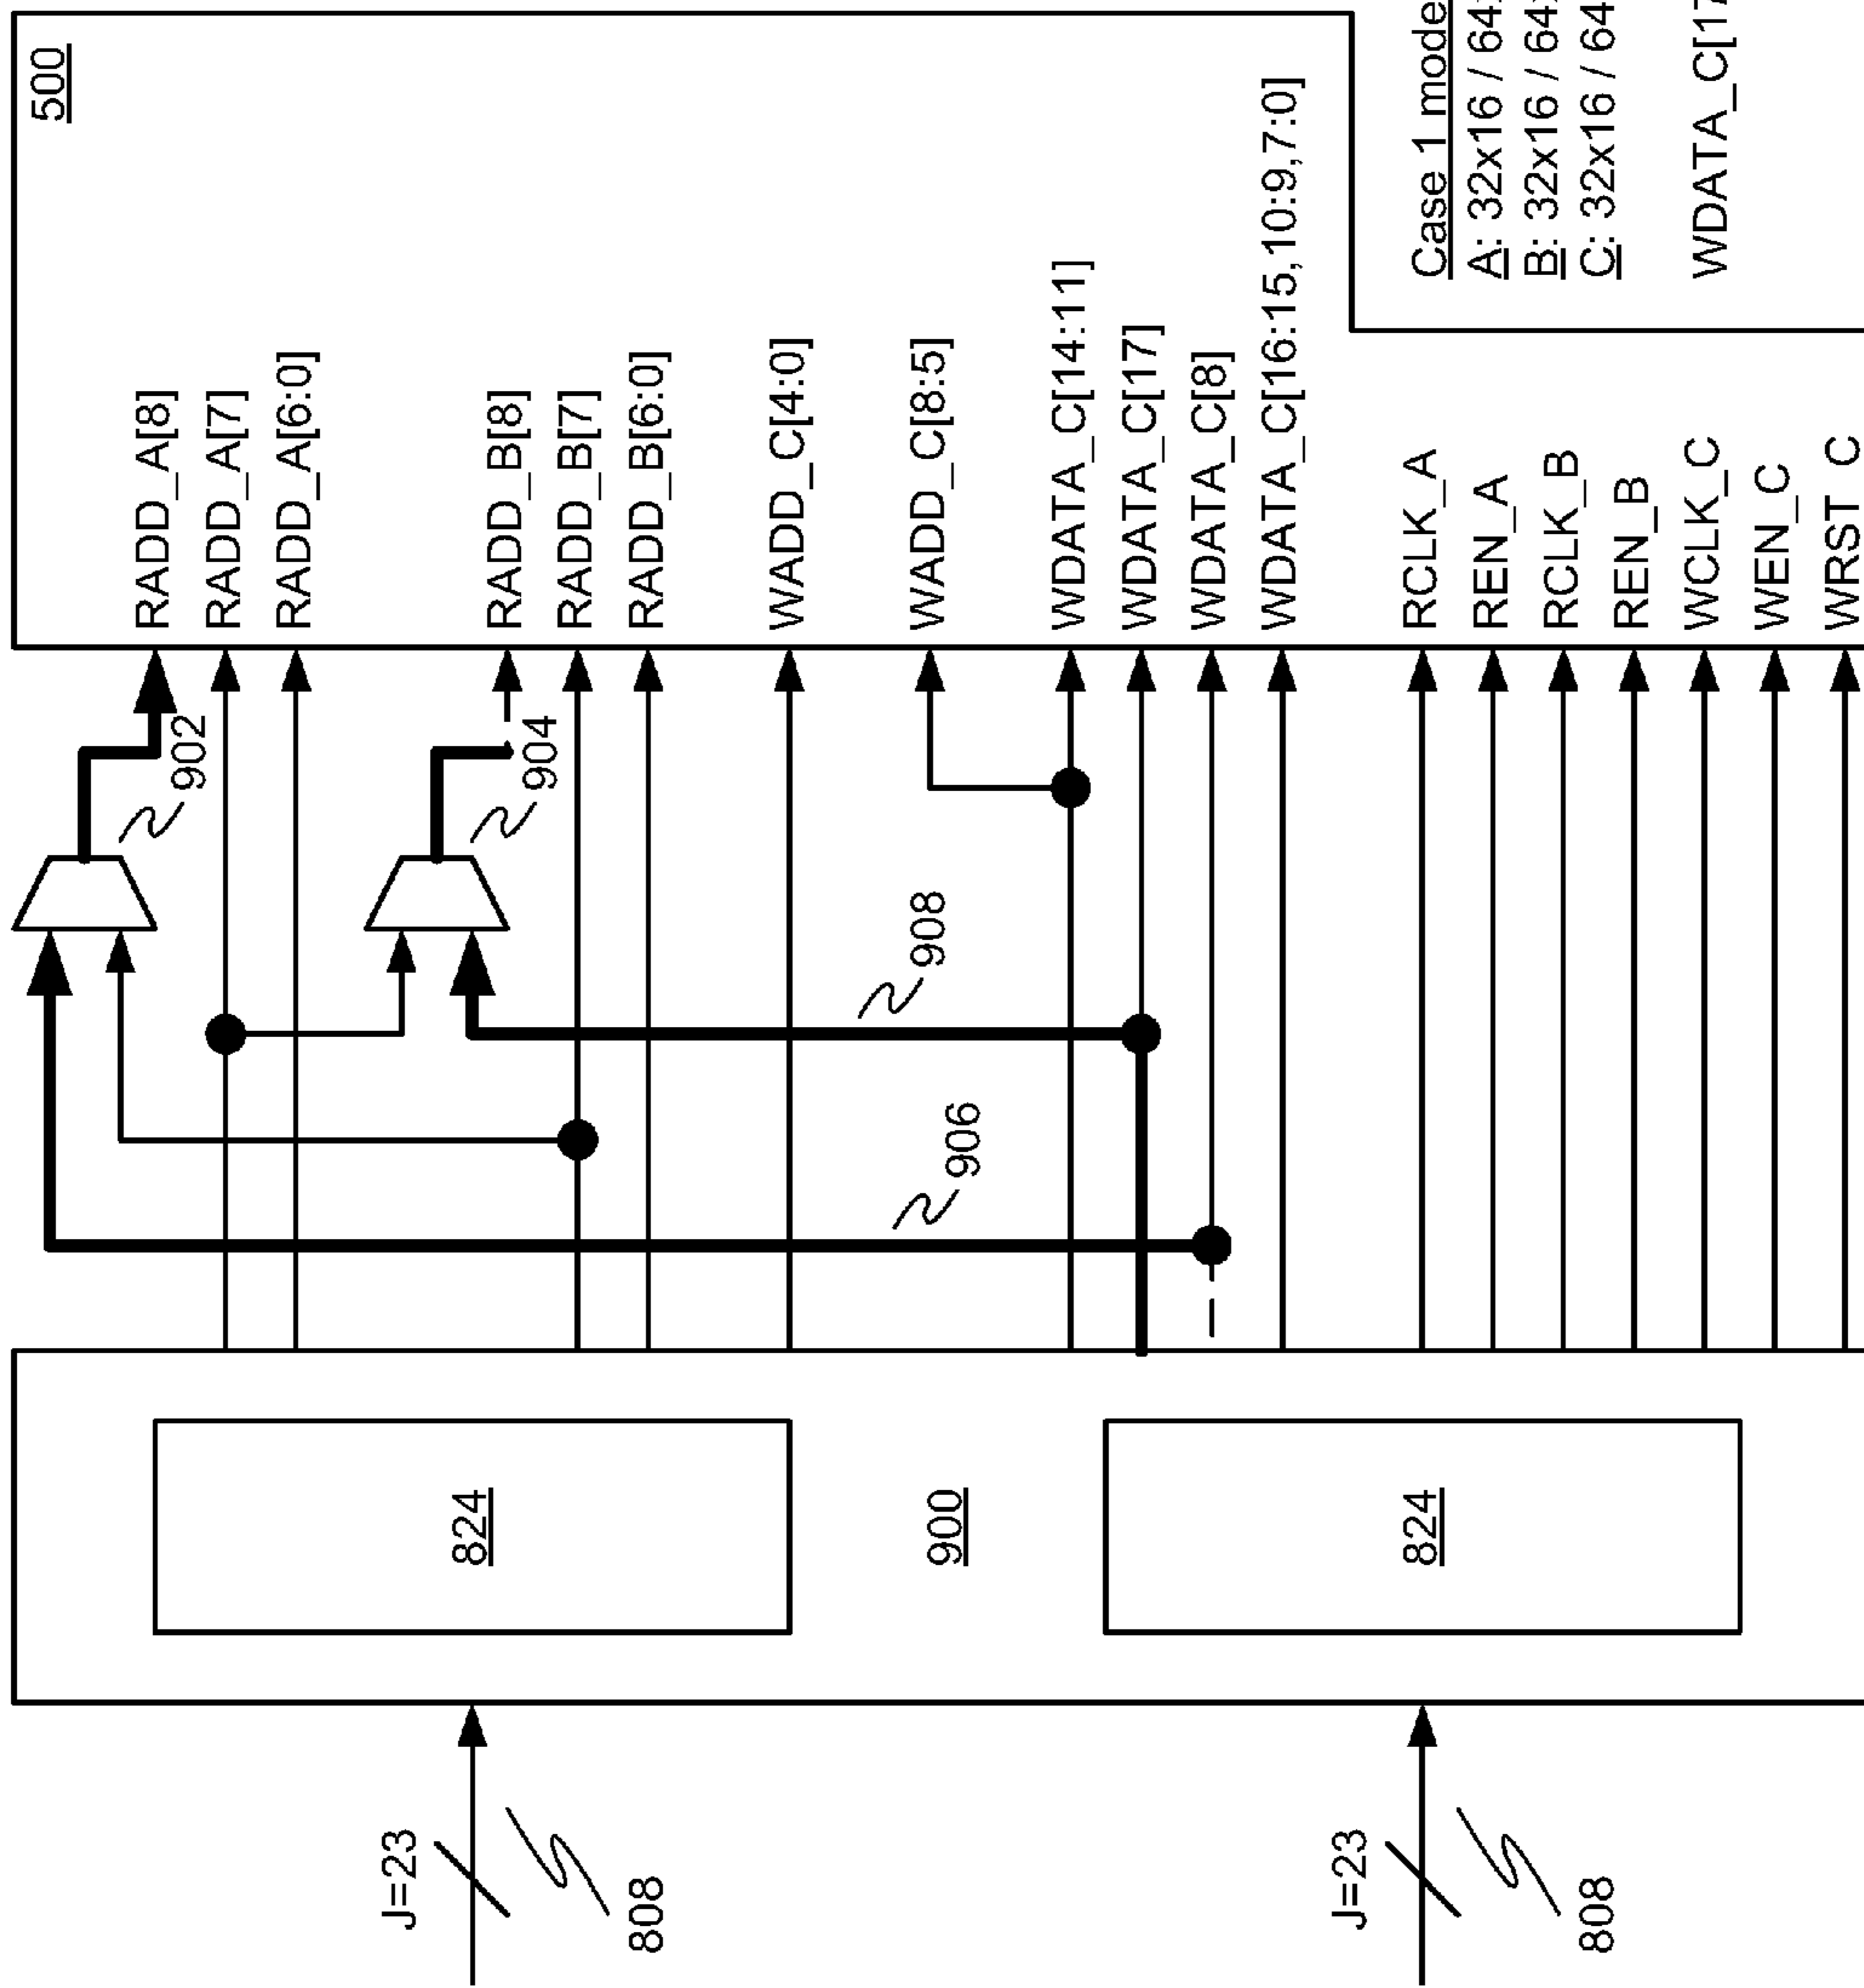 J=23
808
J=23
808
824
900
824
906
908
902
904
RADD_A[8]
RADD_A[7]
RADD_A[6:0]
RADD_B[8]
RADD_B[7]
RADD_B[6:0]
WADD_C[4:0]
WADD_C[8:5]
WDATA_C[14:11]
WDATA_C[17]
WDATA_C[8]
WDATA_C[16:15,10:9,7:0]
RCLK_A
REN_A
RCLK_B
REN_B
WCLK_C
WEN_C
WRST_C
500
Case 1 mode
A: 32x16 / 64
B: 32x16 / 64
C: 32x16 / 64
WDATA_C[17